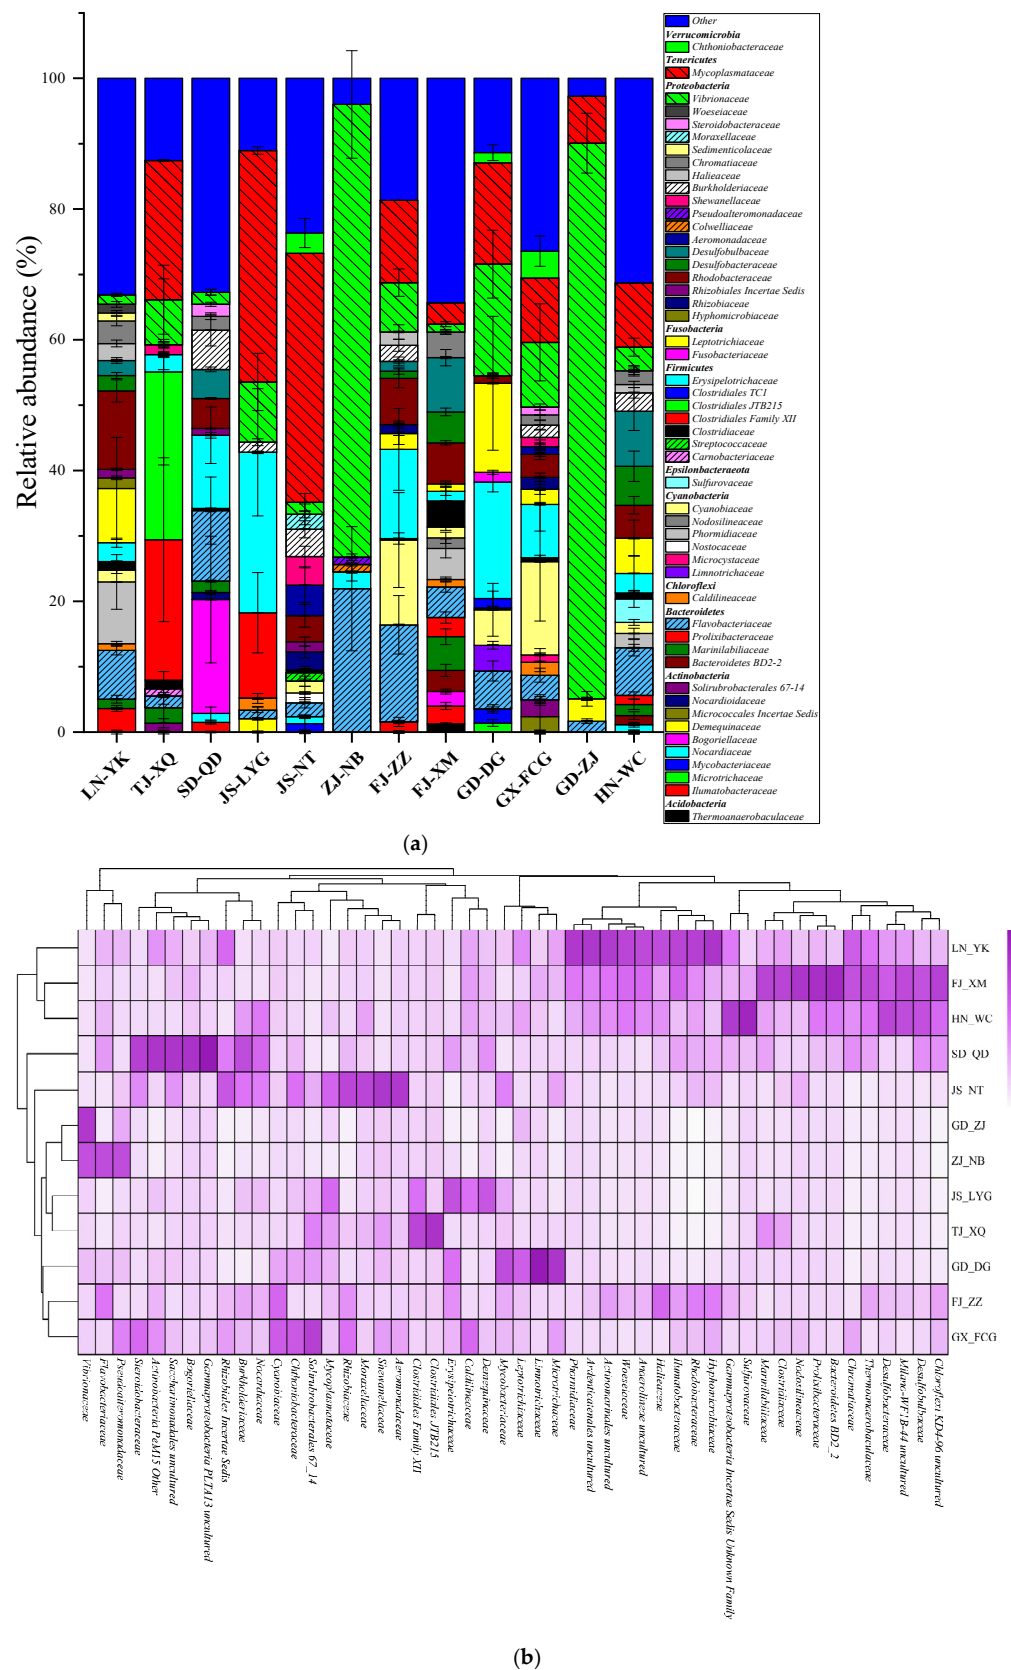 Relative abundance (%)
100
80
60
40
20
0
LN-YK
TJ-XQ
SD-QD
JS-LYG
JS-NT
ZJ-NB
FJ-ZZ
FJ-XM
GD-DG
GX-FCG
GD-ZJ
HN-WC
Other
Verrucomicrobia
Chthoniobacteraceae
Tenericutes
Mycoplasmataceae
Proteobacteria
Vibrionaceae
Woeseiaceae
Steroidobacteraceae
Moraxellaceae
Sedimenticolaceae
Chromatiaceae
Halieaceae
Burkholderiaceae
Shewanellaceae
Pseudoalteromonadaceae
Colwelliaceae
Aeromonadaceae
Desulfobulbaceae
Desulfobacteraceae
Rhodobacteraceae
Rhizobiales Incertae Sedis
Rhizobiaceae
Hyphomicrobiaceae
Fusobacteria
Leptotrichiaceae
Fusobacteriaceae
Firmicutes
Erysipelotrichaceae
Clostridiales TC1
Clostridiales JTB215
Clostridiales Family XII
Clostridiaceae
Streptococcaceae
Carnobacteriaceae
Epsilonbacteraeota
Sulfurovaceae
Cyanobacteria
Cyanobiaceae
Nodosilineaceae
Phormidiaceae
Nostocaceae
Microcystaceae
Limnotrichaceae
Chloroflexi
Caldilineaceae
Bacteroidetes
Flavobacteriaceae
Prolixibacteraceae
Marinilabiliaceae
Bacteroidetes BD2-2
Actinobacteria
Solirubrobacterales 67-14
Nocardioidaceae
Micrococcales Incertae Sedis
Demequinaceae
Bogoriellaceae
Nocardiaceae
Mycobacteriaceae
Microtrichaceae
Ilumatobacteraceae
Acidobacteria
Thermoanaerobaculaceae
(a)
LN_YK
FJ_XM
HN_WC
SD_QD
JS_NT
GD_ZJ
ZJ_NB
JS_LYG
TJ_XQ
GD_DG
FJ_ZZ
GX_FCG
Vibrionaceae
Flavobacteriaceae
Pseudoalteromonadaceae
Steroidobacteraceae
Actinobacteria PeM15 Other
Saccharimonadales uncultured
Bogoriellaceae
Gammaproteobacteria PLTA13 uncultured
Rhizobiales Incertae Sedis
Burkholderiaceae
Nocardiaceae
Cyanobiaceae
Chthoniobacteraceae
Solirubrobacterales 67_14
Mycoplasmataceae
Rhizobiaceae
Moraxellaceae
Shewanellaceae
Aeromonadaceae
Clostridiales Family XII
Clostridiales JTB215
Erysipelotrichaceae
Caldilineaceae
Demequinaceae
Mycobacteriaceae
Leptotrichiaceae
Limnotrichaceae
Microtrichaceae
Phormidiaceae
Ardenticatenales uncultured
Actinomarinales uncultured
Woeseiaceae
Anaerolineae uncultured
Halieaceae
Ilumatobacteraceae
Rhodobacteraceae
Hyphomicrobiaceae
Gammaproteobacteria Incertae Sedis Unknown Family
Sulfurovaceae
Marinilabiliaceae
Clostridiaceae
Nodosilineaceae
Prolixibacteraceae
Bacteroidetes BD2_2
Chromatiaceae
Thermoanaerobaculaceae
Desulfobacteraceae
Milano-WF1B-44 uncultured
Desulfobulbaceae
Chloroflexi KD4-96 uncultured
(b)